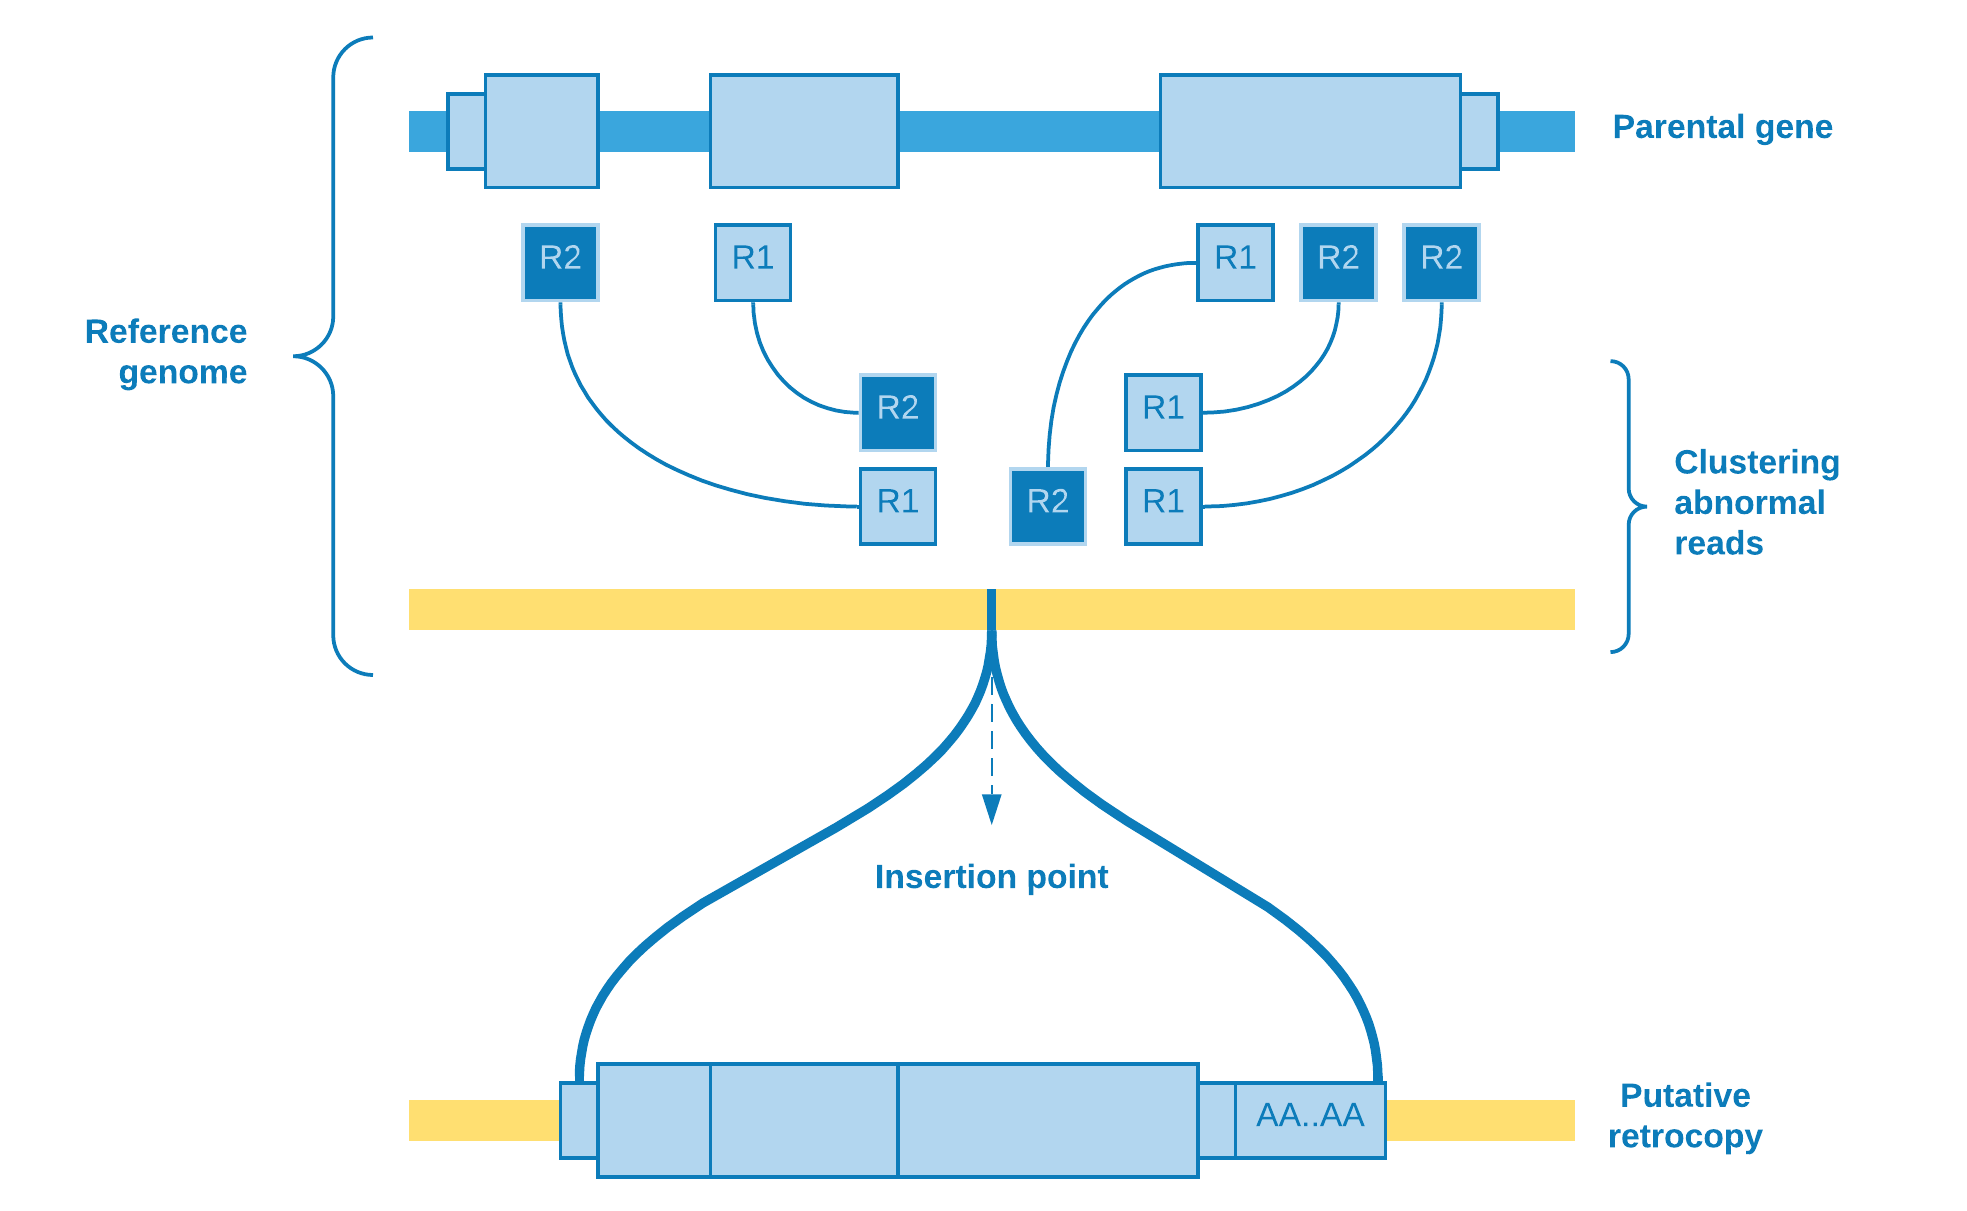 Parental gene
R2 R1 R1 R2 R2
Reference
genome
R2 R1
R1 R2 R1
Clustering
abnormal
reads
Insertion point
AA..AA
Putative
retrocopy